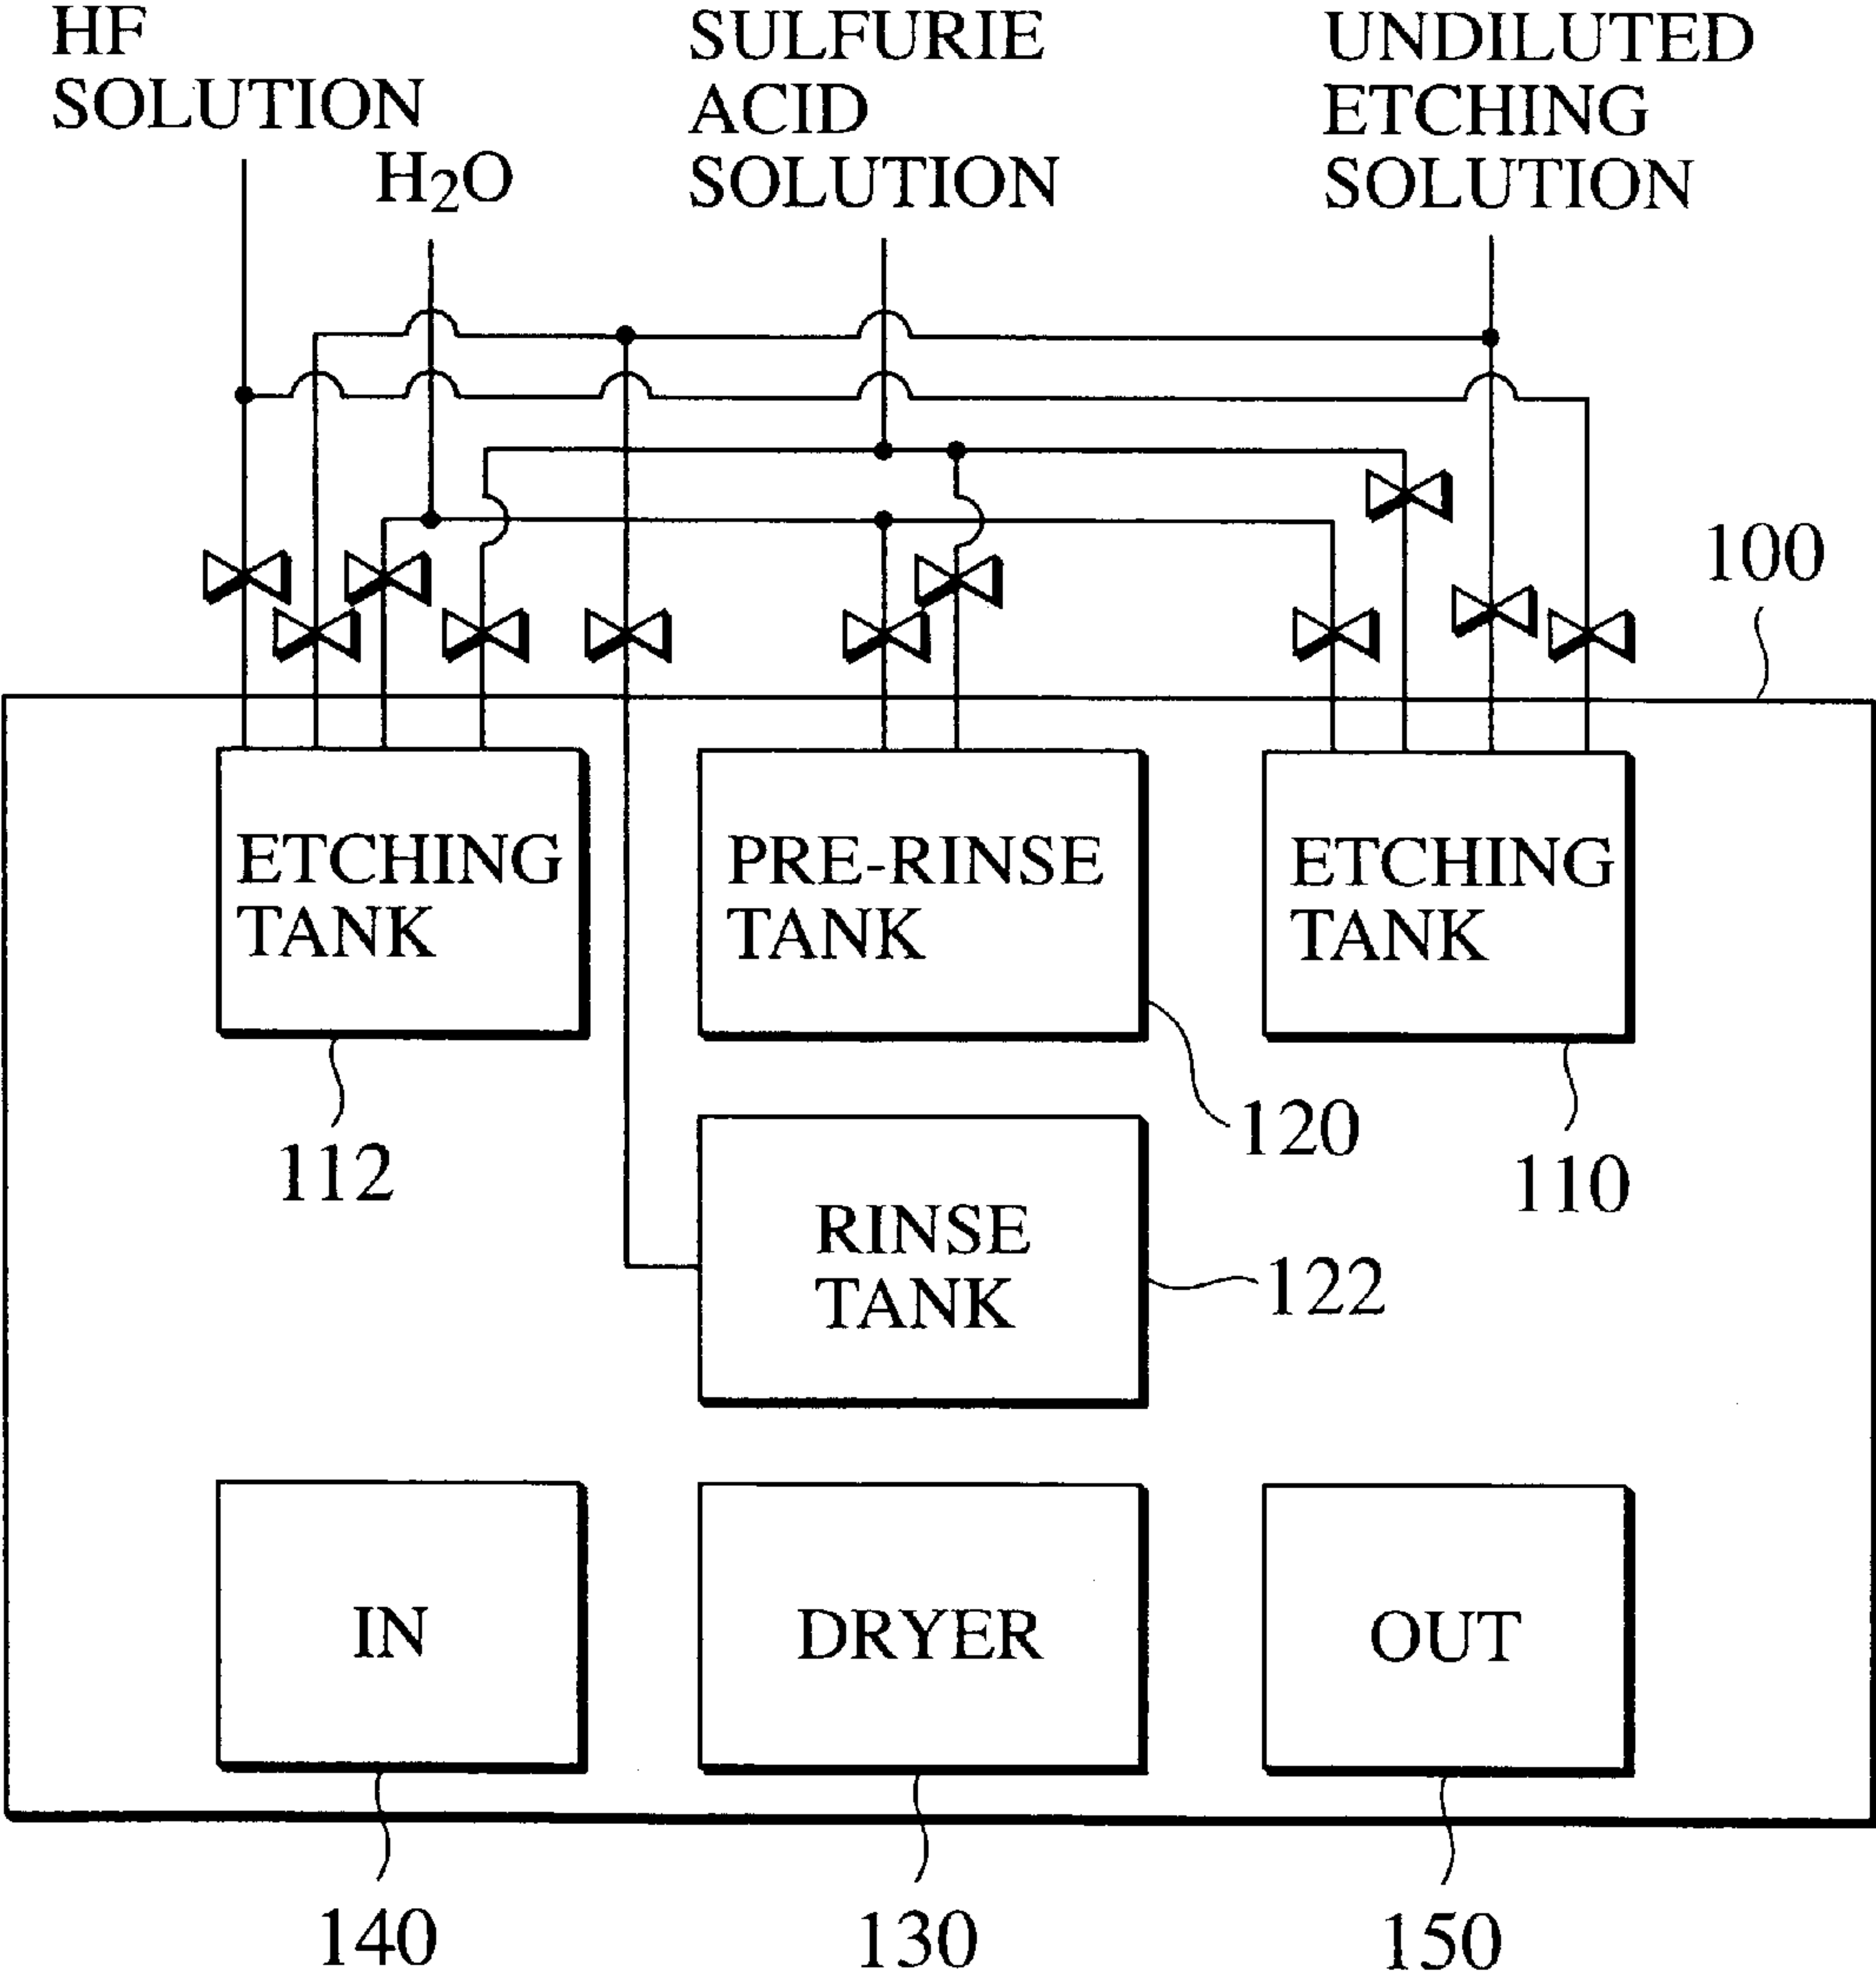 HF
SOLUTION
H2O
SULFURIE
ACID
SOLUTION
UNDILUTED
ETCHING
SOLUTION
100
ETCHING
TANK
PRE-RINSE
TANK
ETCHING
TANK
112
120
110
RINSE
TANK
122
IN
DRYER
OUT
140
130
150